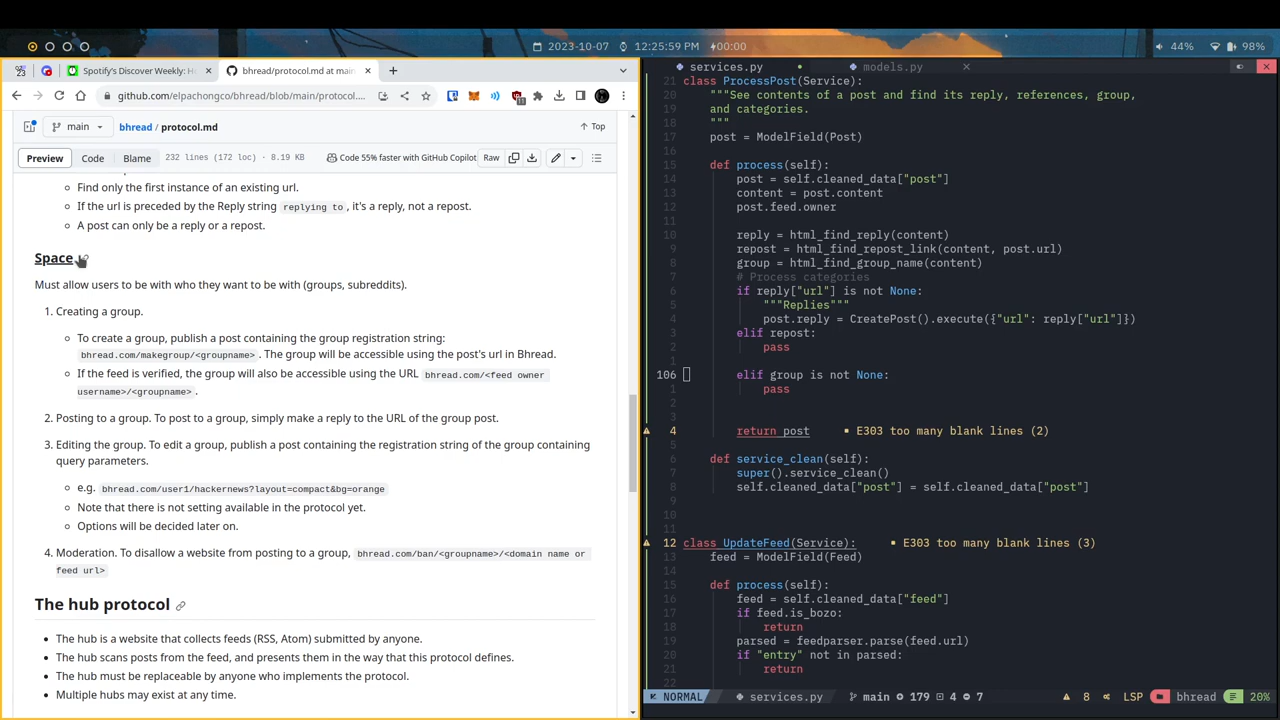 2023-10-07 12:25:59 00:00 44% 98%
Spotify's Discover Weekly: H
bhread/protocol.md at main
github.com/elpachongco/bhread/blob/main/protocol....
11
main bhread / protocol.md Top
Preview Code Blame 232 lines (172 loc) · 8.19 KB Code 55% faster with GitHub Copilot Raw
Find only the first instance of an existing url.
If the url is preceded by the Reply string replying to, it's a reply, not a repost.
A post can only be a reply or a repost.
Space
Must allow users to be with who they want to be with (groups, subreddits).
1. Creating a group.
To create a group, publish a post containing the group registration string:
bhread.com/makegroup/<groupname>. The group will be accessible using the post's url in Bhread.
If the feed is verified, the group will also be accessible using the URL bhread.com/<feed owner
username>/<groupname>.
2. Posting to a group. To post to a group, simply make a reply to the URL of the group post.
3. Editing the group. To edit a group, publish a post containing the registration string of the group containing
query parameters.
e.g. bhread.com/user1/hackernews?layout=compact&bg=orange
Note that there is not setting available in the protocol yet.
Options will be decided later on.
4. Moderation. To disallow a website from posting to a group, bhread.com/ban/<groupname>/<domain name or
feed url>
The hub protocol
The hub is a website that collects feeds (RSS, Atom) submitted by anyone.
The hub scans posts from the feed, and presents them in the way that this protocol defines.
The hub must be replaceable by anyone who implements the protocol.
Multiple hubs may exist at any time.
services.py models.py
21 class ProcessPost(Service):
20 """See contents of a post and find its reply, references, group,
19 and categories.
18 """
17 post = ModelField(Post)
16
15 def process(self):
14 post = self.cleaned_data["post"]
13 content = post.content
12 post.feed.owner
11
10 reply = html_find_reply(content)
9 repost = html_find_repost_link(content, post.url)
8 group = html_find_group_name(content)
7 # Process categories
6 if reply["url"] is not None:
5 """Replies"""
4 post.reply = CreatePost().execute({"url": reply["url"]})
3 elif repost:
2 pass
1
106 elif group is not None:
1 pass
2
3
4 return post ▪ E303 too many blank lines (2)
5
6 def service_clean(self):
7 super().service_clean()
8 self.cleaned_data["post"] = self.cleaned_data["post"]
9
10
11
12 class UpdateFeed(Service): ▪ E303 too many blank lines (3)
13 feed = ModelField(Feed)
14
15 def process(self):
16 feed = self.cleaned_data["feed"]
17 if feed.is_bozo:
18 return
19 parsed = feedparser.parse(feed.url)
20 if "entry" not in parsed:
21 return
22
NORMAL services.py main 179 4 7 8 LSP bhread 20%